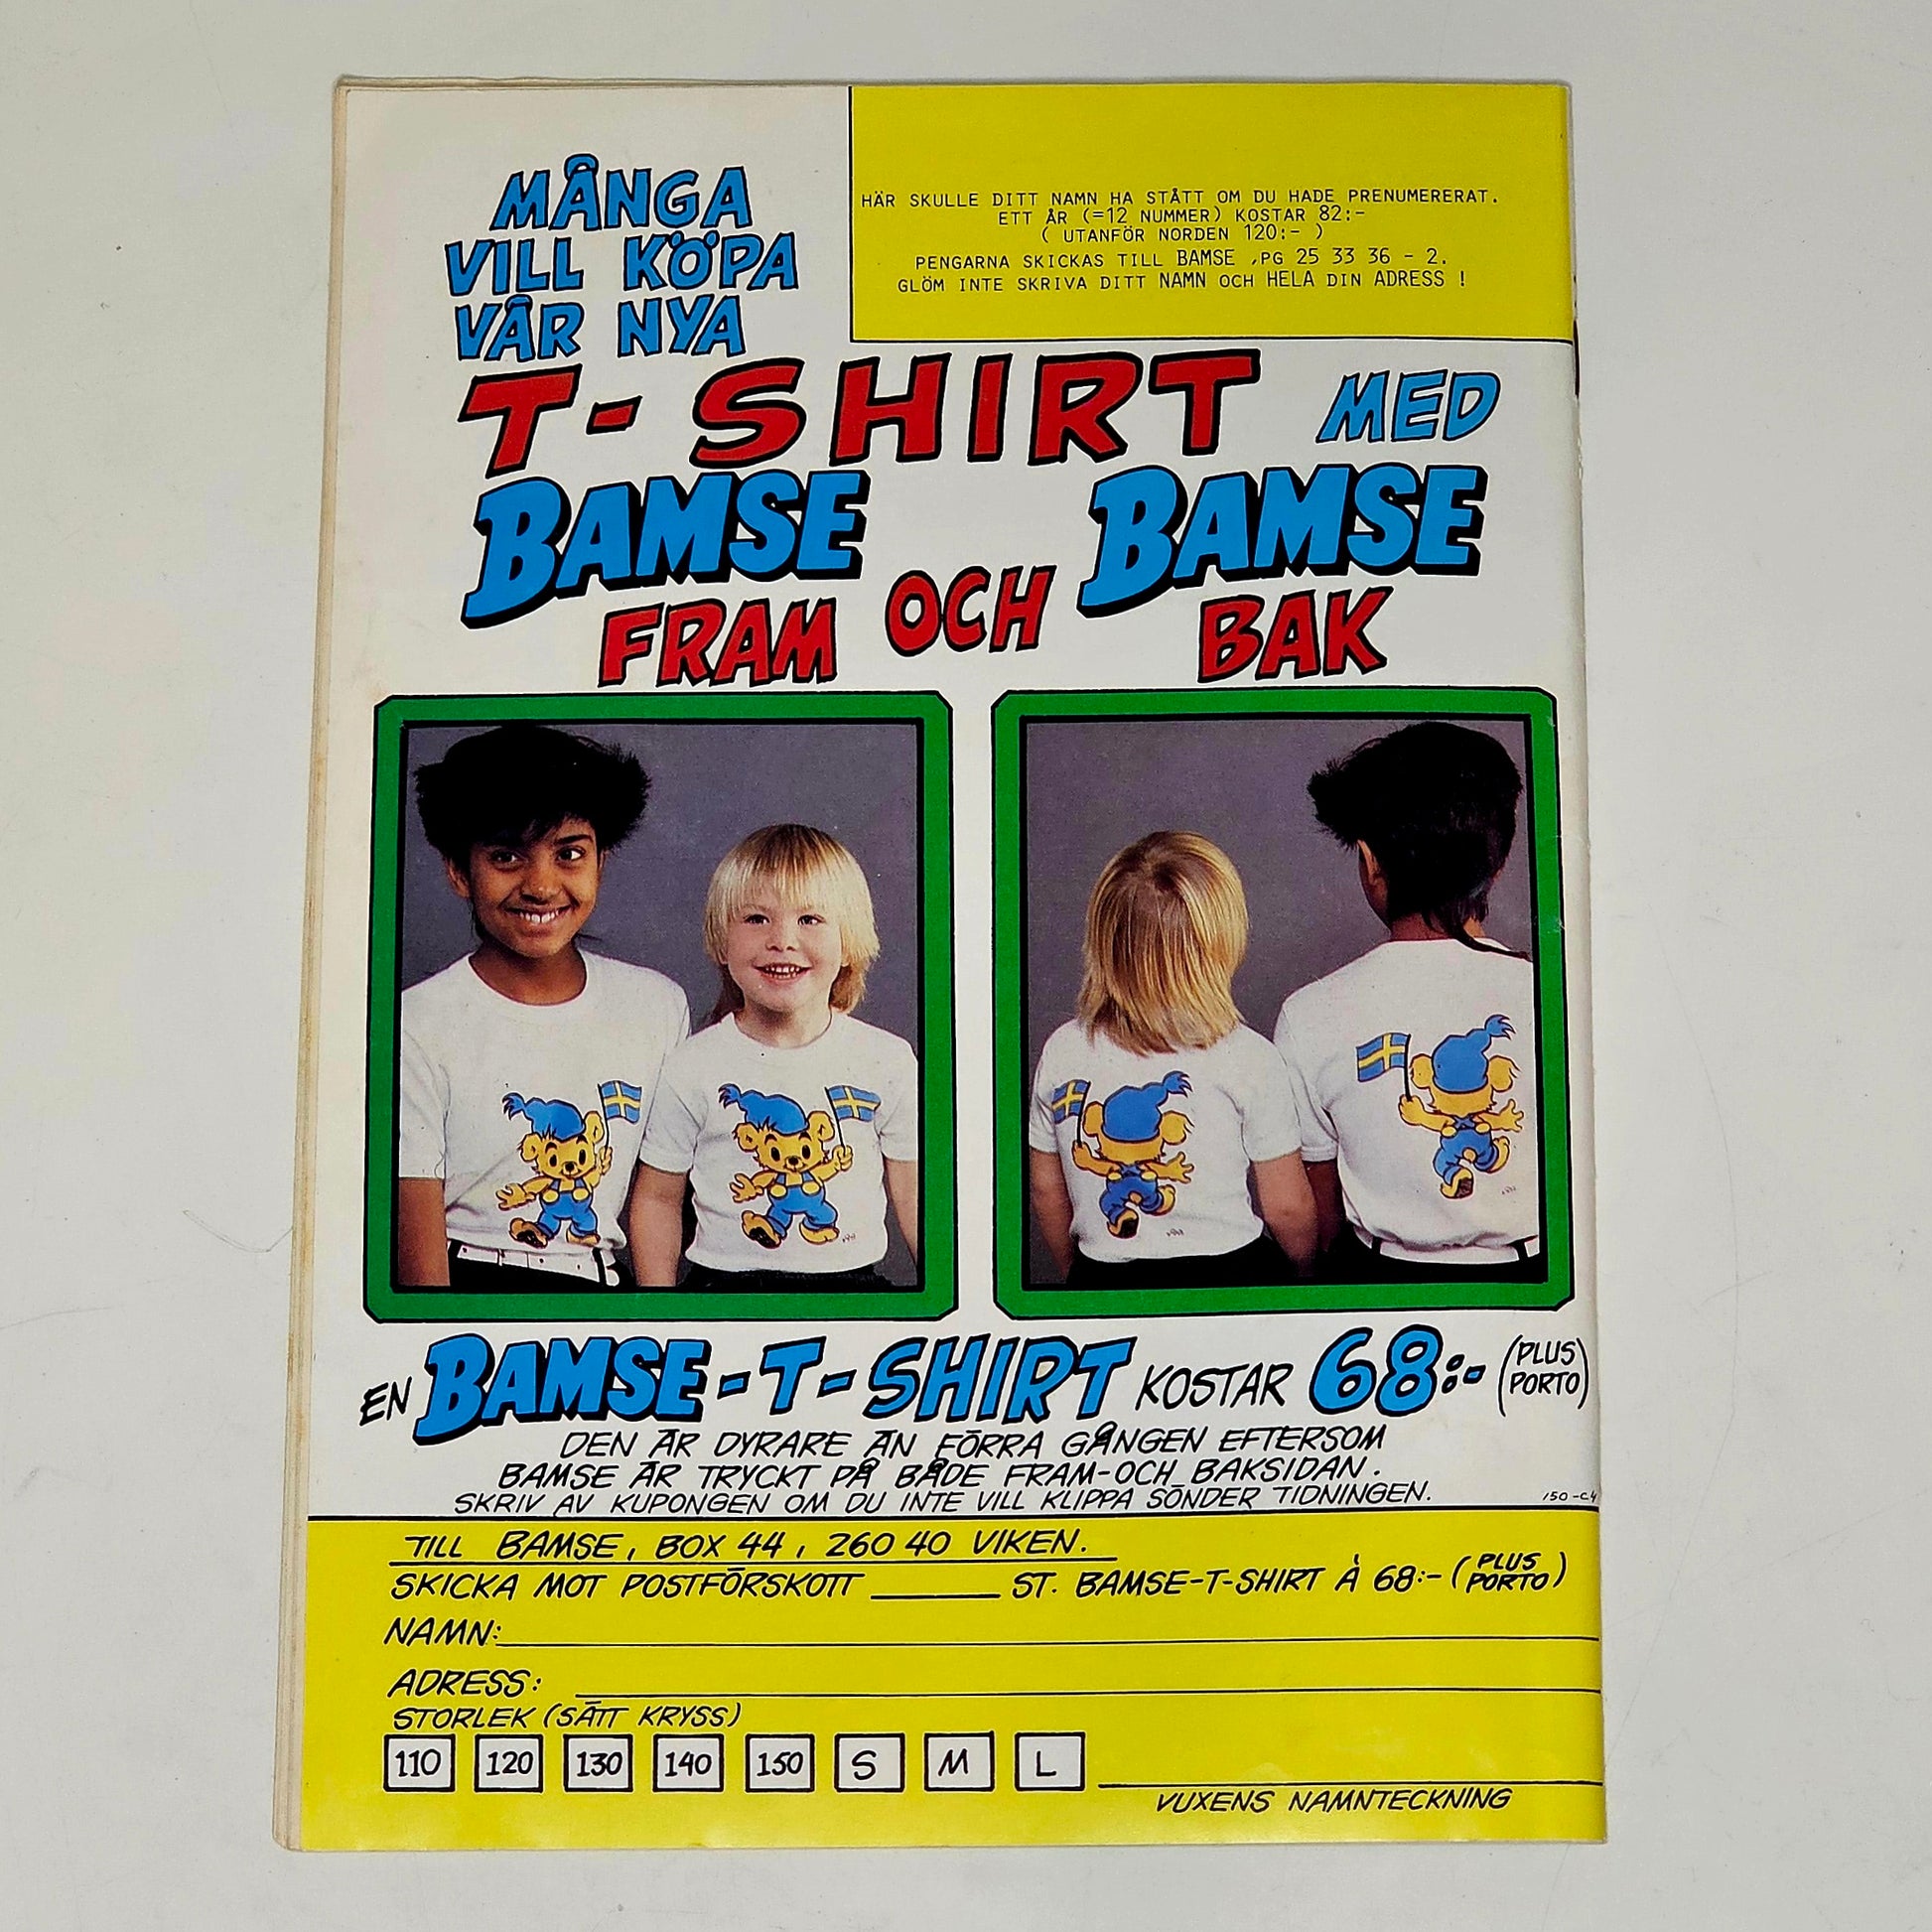 MÅNGA
VILL KÖPA
VÅR NYA
T-SHIRT MED
BAMSE BAMSE
FRAM OCH BAK
HÄR SKULLE DITT NAMN HA STÅTT OM DU HADE PRENUMERERAT.
ETT ÅR (=12 NUMMER) KOSTAR 82:-
( UTANFÖR NORDEN 120:- )
PENGARNA SKICKAS TILL BAMSE ,PG 25 33 36 - 2.
GLÖM INTE SKRIVA DITT NAMN OCH HELA DIN ADRESS !
EN BAMSE-T-SHIRT KOSTAR 68:- (PLUS PORTO)
DEN ÄR DYRARE ÄN FÖRRA GÅNGEN EFTERSOM
BAMSE ÄR TRYCKT PÅ BÅDE FRAM-OCH BAKSIDAN.
SKRIV AV KUPONGEN OM DU INTE VILL KLIPPA SÖNDER TIDNINGEN.
150-C4
TILL BAMSE, BOX 44, 260 40 VIKEN.
SKICKA MOT POSTFÖRSKOTT ______ ST. BAMSE-T-SHIRT À 68:- (PLUS PORTO)
NAMN:
ADRESS:
STORLEK (SÄTT KRYSS)
110 120 130 140 150 S M L
VUXENS NAMNTECKNING